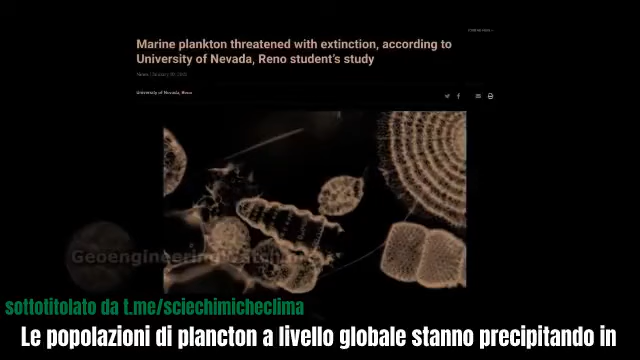 Marine plankton threatened with extinction, according to
University of Nevada, Reno student's study
University of Nevada, Reno
GeoengineeringWatch
sottotitolato da t.me/sciechimicheclima
Le popolazioni di plancton a livello globale stanno precipitando in